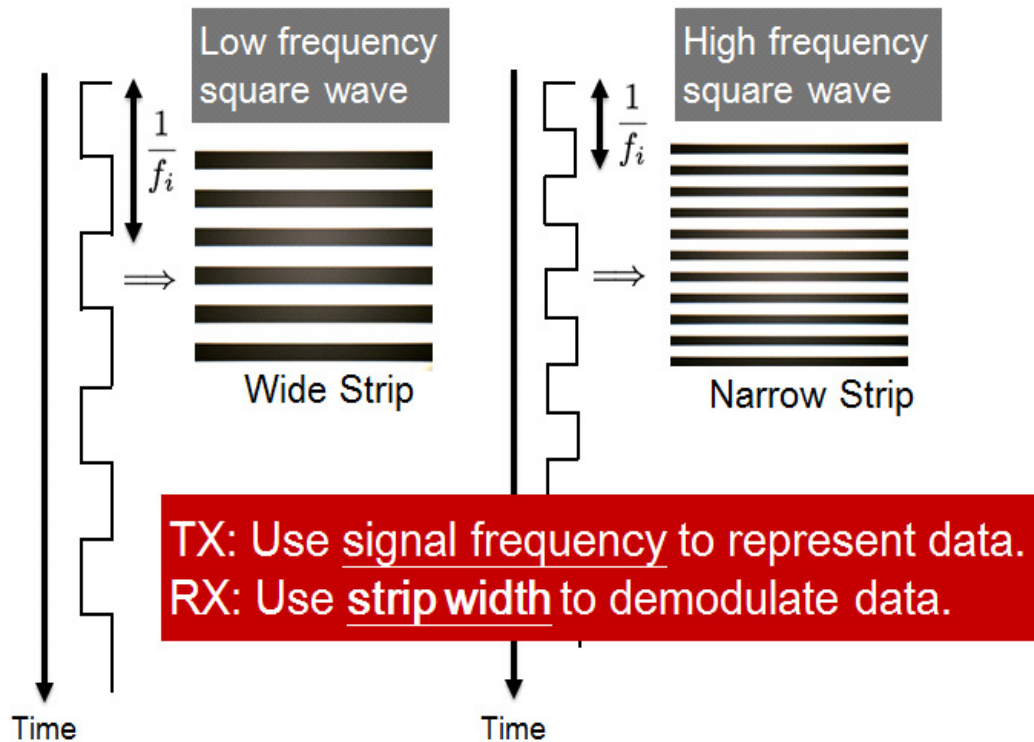 Low frequency
square wave
High frequency
square wave
1
f_i
1
f_i
⟹
⟹
Wide Strip
Narrow Strip
TX: Use signal frequency to represent data.
RX: Use strip width to demodulate data.
Time
Time